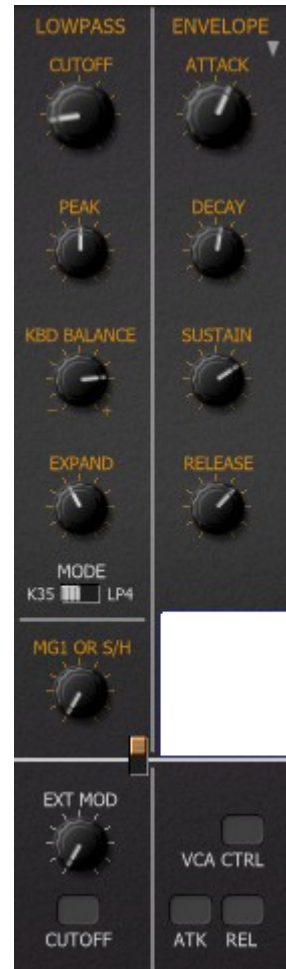 LOWPASS
CUTOFF
PEAK
KBD BALANCE
- +
EXPAND
MODE
K35 LP4
MG1 OR S/H
EXT MOD
CUTOFF
ENVELOPE
ATTACK
DECAY
SUSTAIN
RELEASE
VCA CTRL
ATK REL